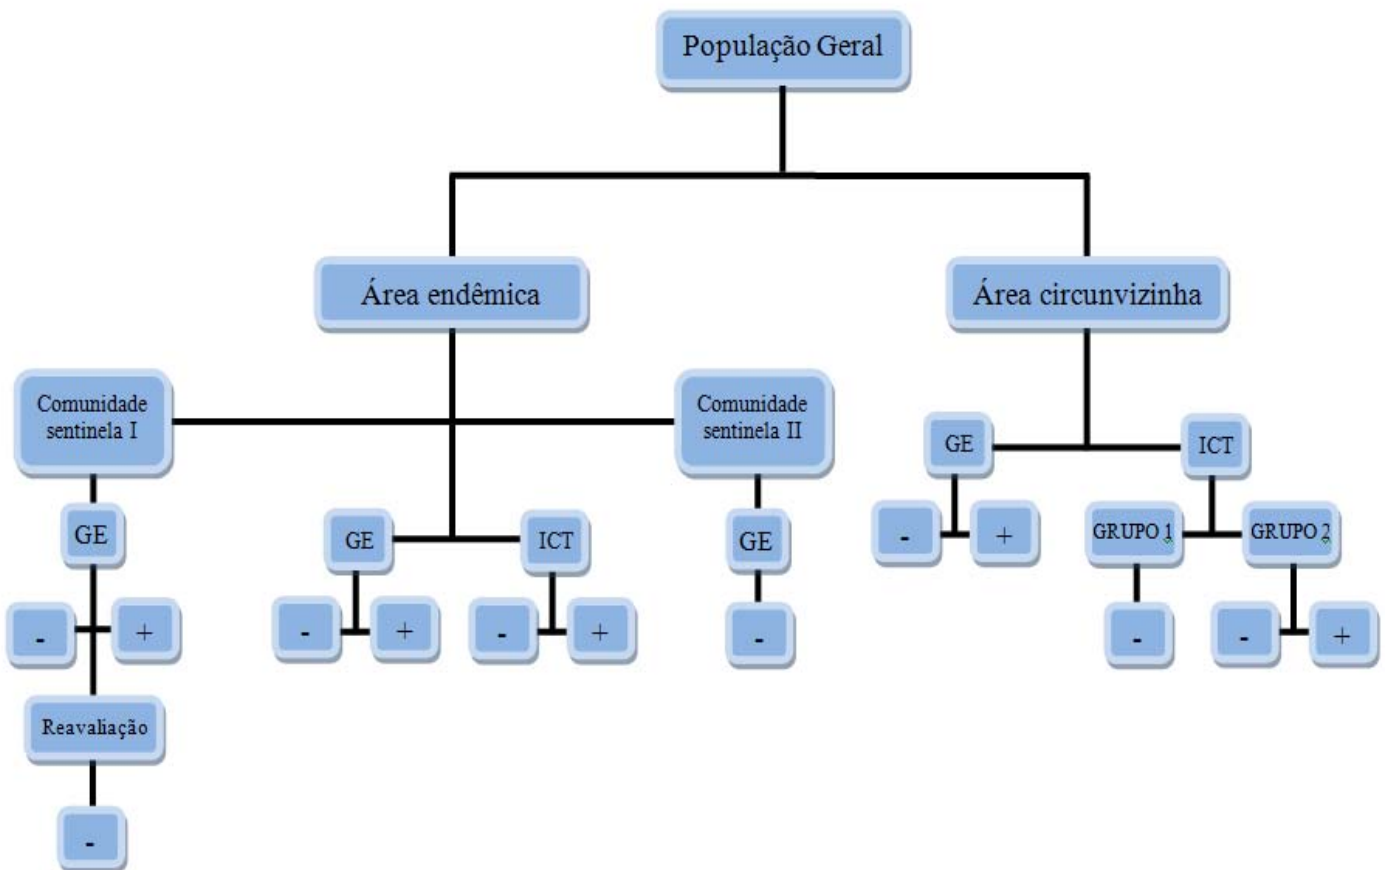 População Geral
Área endêmica
Área circunvizinha
Comunidade
sentinela I
Comunidade
sentinela II
GE
ICT
GE
GE
ICT
GE
-
+
GRUPO 1
GRUPO 2
-
+
-
+
-
+
-
-
-
+
Reavaliação
-